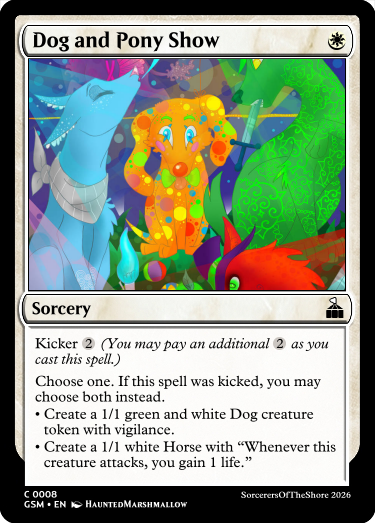 Dog and Pony Show
Sorcery
Kicker 2 (You may pay an additional 2 as you
cast this spell.)
Choose one. If this spell was kicked, you may
choose both instead.
• Create a 1/1 green and white Dog creature
token with vigilance.
• Create a 1/1 white Horse with “Whenever this
creature attacks, you gain 1 life.”
C 0008
GSM • EN HauntedMarshmallow
SorcerersOfTheShore 2026